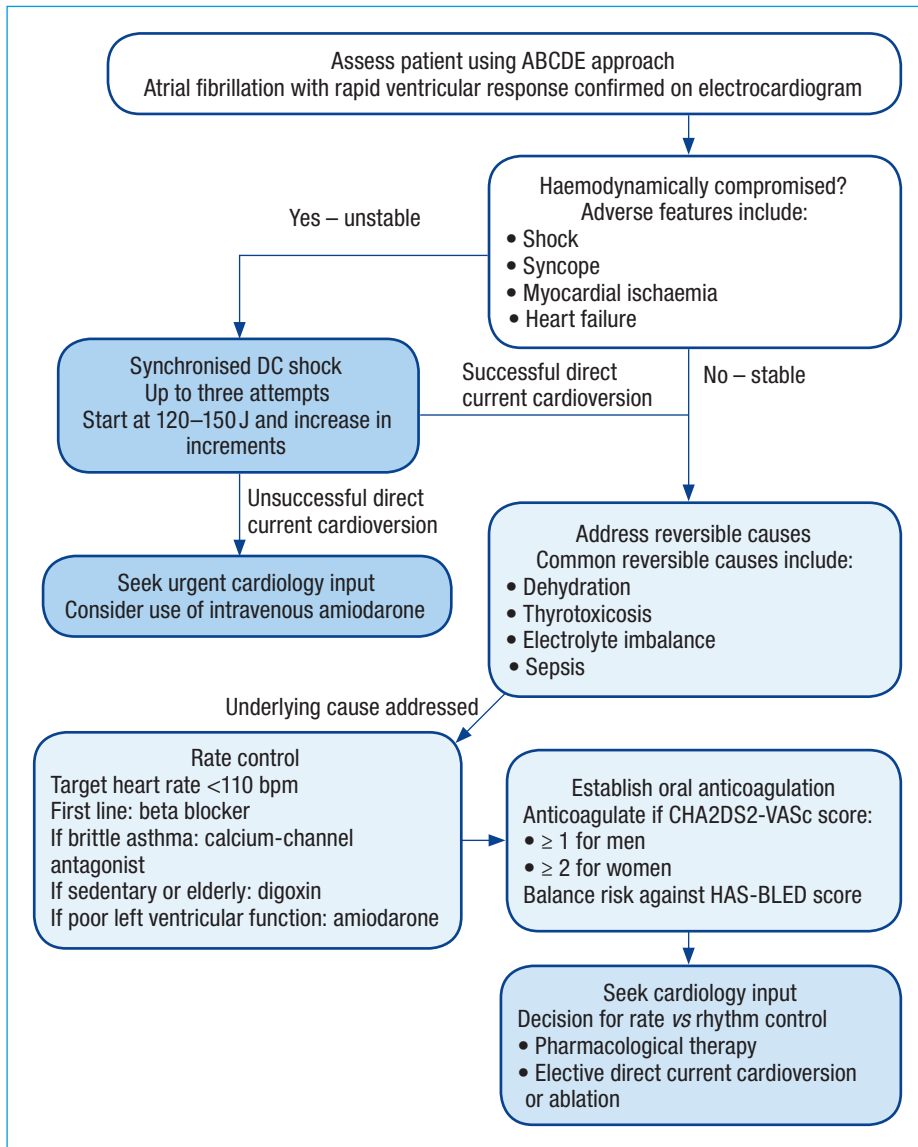 Assess patient using ABCDE approach
Atrial fibrillation with rapid ventricular response confirmed on electrocardiogram
Haemodynamically compromised?
Adverse features include:
• Shock
• Syncope
• Myocardial ischaemia
• Heart failure
Yes – unstable
No – stable
Synchronised DC shock
Up to three attempts
Start at 120–150 J and increase in
increments
Successful direct
current cardioversion
Unsuccessful direct
current cardioversion
Seek urgent cardiology input
Consider use of intravenous amiodarone
Address reversible causes
Common reversible causes include:
• Dehydration
• Thyrotoxicosis
• Electrolyte imbalance
• Sepsis
Underlying cause addressed
Rate control
Target heart rate <110 bpm
First line: beta blocker
If brittle asthma: calcium-channel
antagonist
If sedentary or elderly: digoxin
If poor left ventricular function: amiodarone
Establish oral anticoagulation
Anticoagulate if CHA2DS2-VASc score:
• ≥ 1 for men
• ≥ 2 for women
Balance risk against HAS-BLED score
Seek cardiology input
Decision for rate vs rhythm control
• Pharmacological therapy
• Elective direct current cardioversion
or ablation